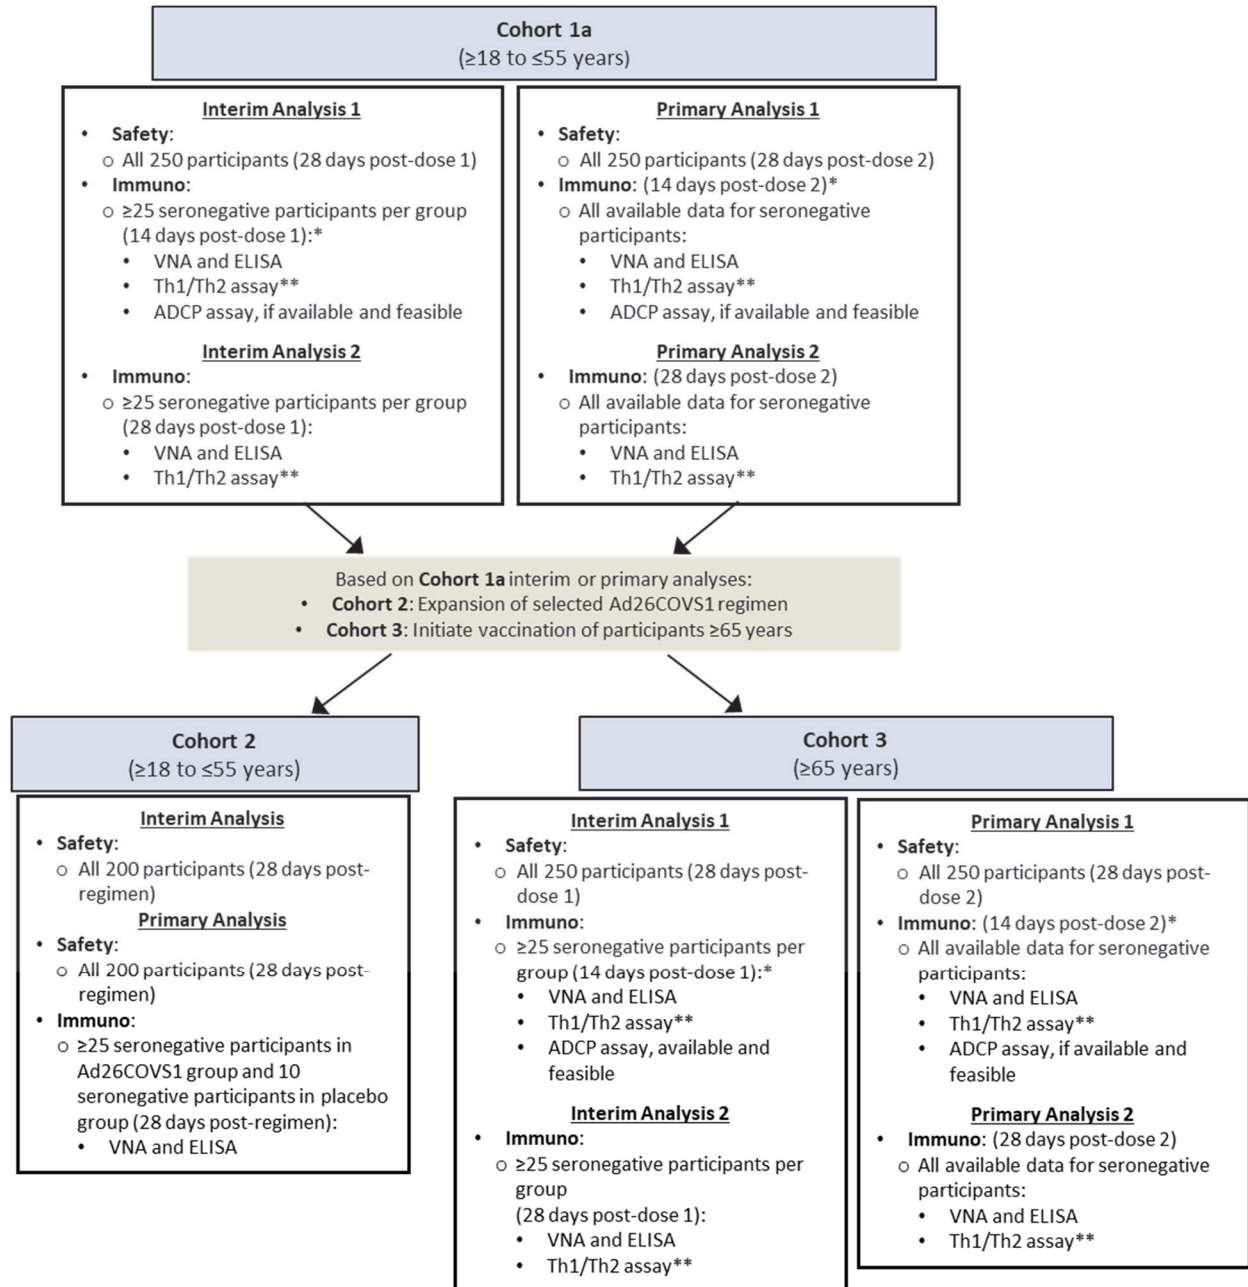 Cohort 1a
(≥18 to ≤55 years)
Interim Analysis 1
• Safety:
o All 250 participants (28 days post-dose 1)
• Immuno:
o ≥25 seronegative participants per group
(14 days post-dose 1):*
• VNA and ELISA
• Th1/Th2 assay**
• ADCP assay, if available and feasible
Interim Analysis 2
• Immuno:
o ≥25 seronegative participants per group
(28 days post-dose 1):
• VNA and ELISA
• Th1/Th2 assay**
Primary Analysis 1
• Safety:
o All 250 participants (28 days post-dose 2)
• Immuno: (14 days post-dose 2)*
o All available data for seronegative
participants:
• VNA and ELISA
• Th1/Th2 assay**
• ADCP assay, if available and feasible
Primary Analysis 2
• Immuno: (28 days post-dose 2)
o All available data for seronegative
participants:
• VNA and ELISA
• Th1/Th2 assay**
Based on Cohort 1a interim or primary analyses:
• Cohort 2: Expansion of selected Ad26COVS1 regimen
• Cohort 3: Initiate vaccination of participants ≥65 years
Cohort 2
(≥18 to ≤55 years)
Interim Analysis
• Safety:
o All 200 participants (28 days post-
regimen)
Primary Analysis
• Safety:
o All 200 participants (28 days post-
regimen)
• Immuno:
o ≥25 seronegative participants in
Ad26COVS1 group and 10
seronegative participants in placebo
group (28 days post-regimen):
• VNA and ELISA
Cohort 3
(≥65 years)
Interim Analysis 1
• Safety:
o All 250 participants (28 days post-
dose 1)
• Immuno:
o ≥25 seronegative participants per
group (14 days post-dose 1):*
• VNA and ELISA
• Th1/Th2 assay**
• ADCP assay, available and
feasible
Interim Analysis 2
• Immuno:
o ≥25 seronegative participants per
group
(28 days post-dose 1):
• VNA and ELISA
• Th1/Th2 assay**
Primary Analysis 1
• Safety:
o All 250 participants (28 days post-
dose 2)
• Immuno: (14 days post-dose 2)*
o All available data for seronegative
participants:
• VNA and ELISA
• Th1/Th2 assay**
• ADCP assay, if available and
feasible
Primary Analysis 2
• Immuno: (28 days post-dose 2)
o All available data for seronegative
participants:
• VNA and ELISA
• Th1/Th2 assay**